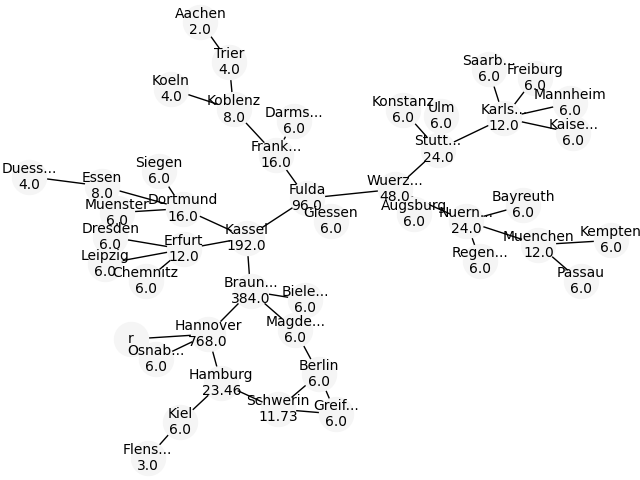 Aachen
2.0
Trier
4.0
Koeln
4.0
Koblenz
8.0
Darms...
6.0
Frank...
16.0
Saarb...
6.0
Freiburg
6.0
Mannheim
6.0
Karls...
12.0
Kaise...
6.0
Konstanz
6.0
Ulm
6.0
Stutt...
24.0
Duess...
4.0
Essen
8.0
Siegen
6.0
Muenster
6.0
Dortmund
16.0
Fulda
96.0
Giessen
6.0
Wuerz...
48.0
Augsburg
6.0
Nuern...
24.0
Bayreuth
6.0
Regen...
6.0
Muenchen
12.0
Kempten
6.0
Passau
6.0
Dresden
6.0
Leipzig
6.0
Chemnitz
6.0
Erfurt
12.0
Kassel
192.0
Braun...
384.0
Biele...
6.0
Magde...
6.0
Hannover
768.0
r
Osnab...
6.0
Hamburg
23.46
Berlin
6.0
Schwerin
11.73
Greif...
6.0
Kiel
6.0
Flens...
3.0